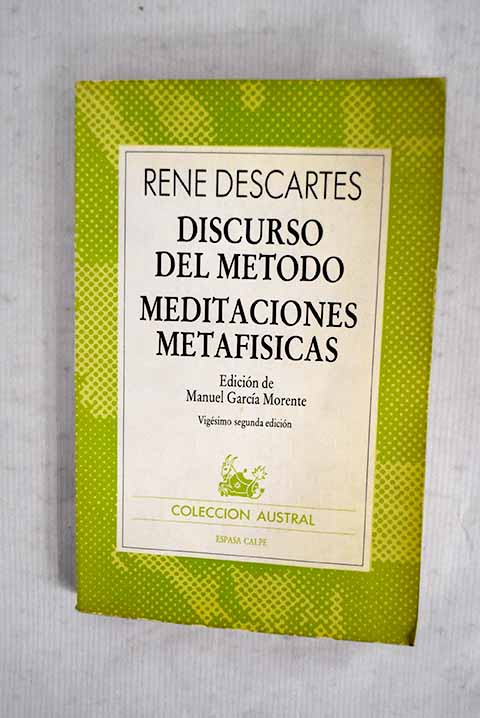 RENE DESCARTES
DISCURSO
DEL METODO
MEDITACIONES
METAFISICAS
Edición de
Manuel García Morente
Vigésimo segunda edición
COLECCION AUSTRAL
ESPASA CALPE